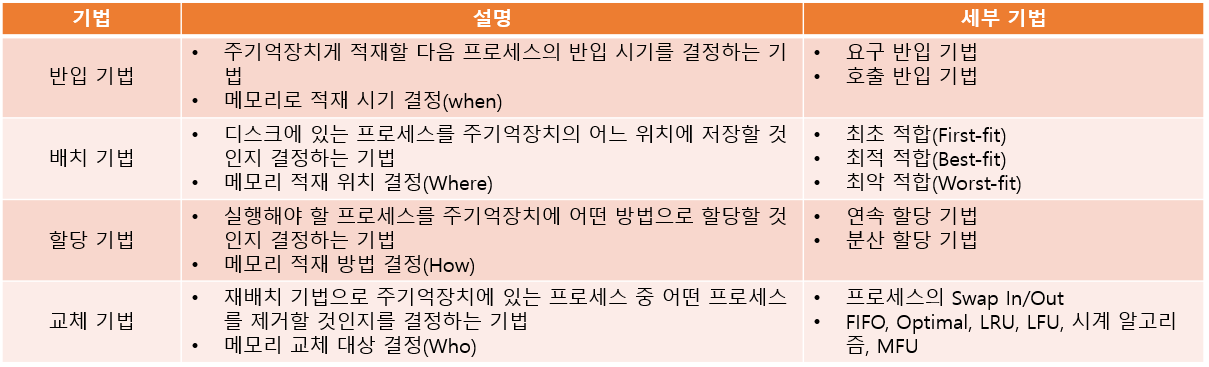 기법 설명 세부 기법
반입 기법
• 주기억장치게 적재할 다음 프로세스의 반입 시기를 결정하는 기
법
• 메모리로 적재 시기 결정(when)
• 요구 반입 기법
• 호출 반입 기법
배치 기법
• 디스크에 있는 프로세스를 주기억장치의 어느 위치에 저장할 것
인지 결정하는 기법
• 메모리 적재 위치 결정(Where)
• 최초 적합(First-fit)
• 최적 적합(Best-fit)
• 최악 적합(Worst-fit)
할당 기법
• 실행해야 할 프로세스를 주기억장치에 어떤 방법으로 할당할 것
인지 결정하는 기법
• 메모리 적재 방법 결정(How)
• 연속 할당 기법
• 분산 할당 기법
교체 기법
• 재배치 기법으로 주기억장치에 있는 프로세스 중 어떤 프로세스
를 제거할 것인지를 결정하는 기법
• 메모리 교체 대상 결정(Who)
• 프로세스의 Swap In/Out
• FIFO, Optimal, LRU, LFU, 시계 알고리
즘, MFU